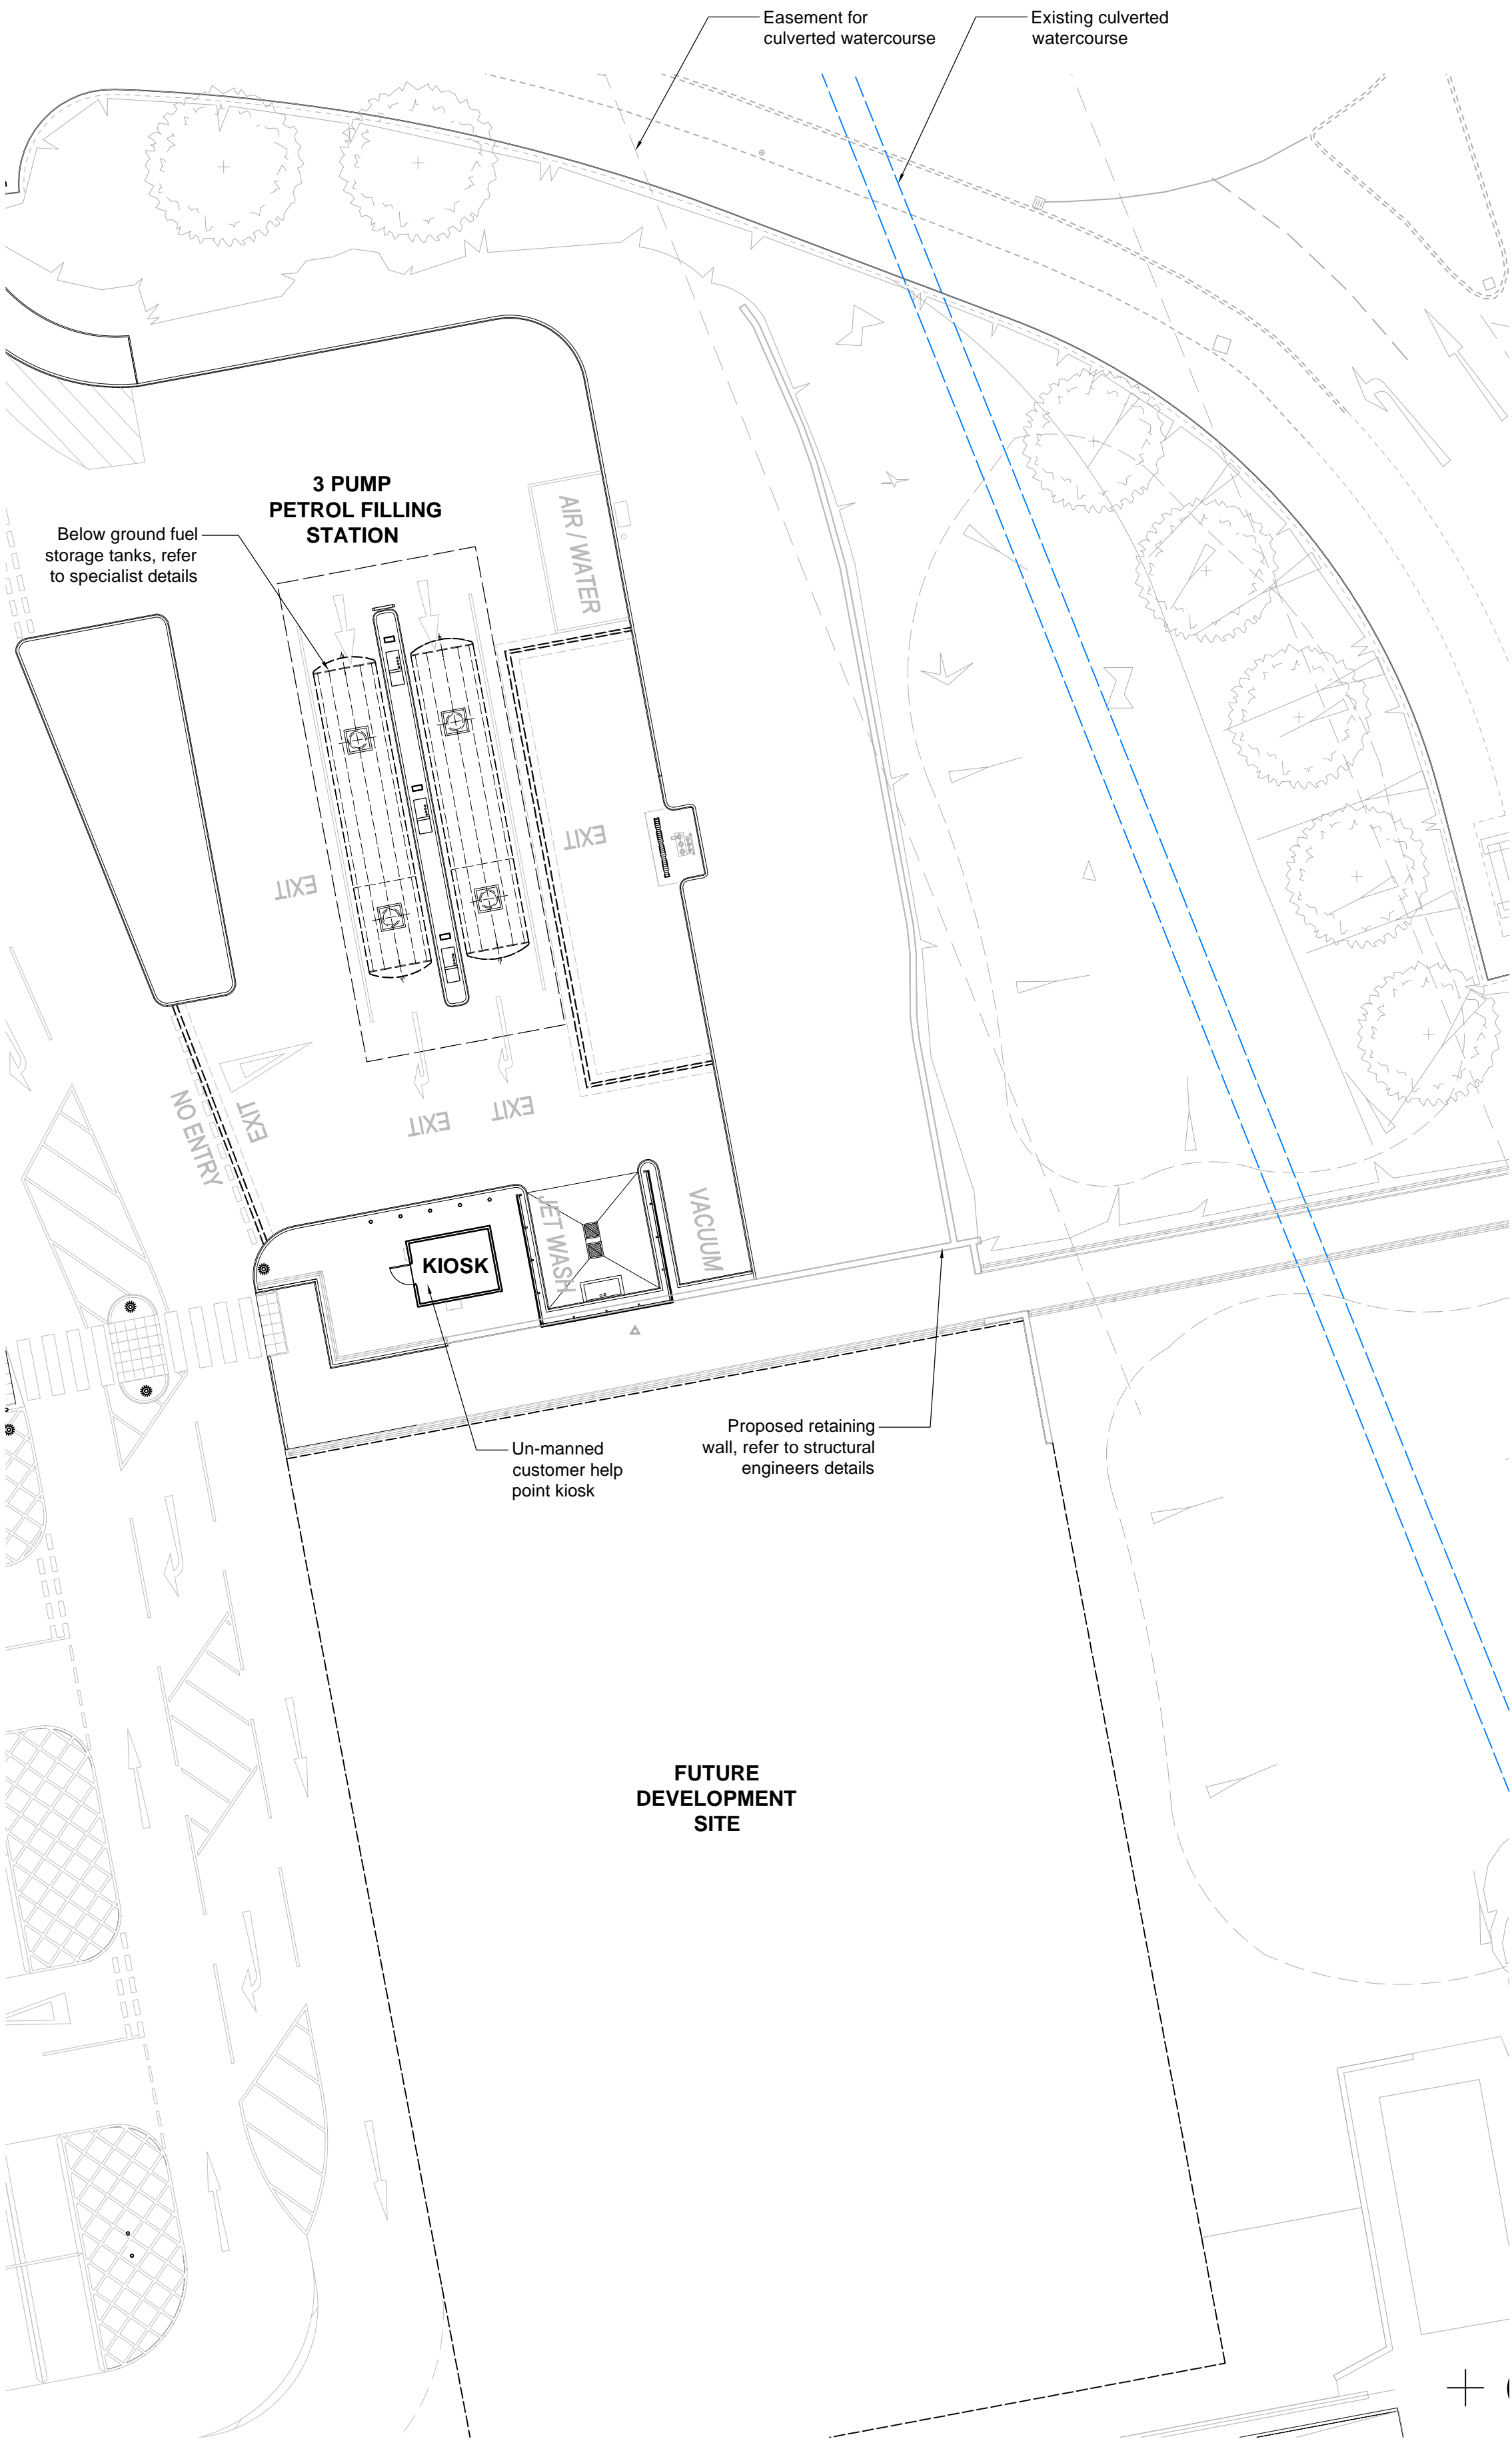 Easement for
culverted watercourse
Existing culverted
watercourse
3 PUMP
PETROL FILLING
STATION
Below ground fuel
storage tanks, refer
to specialist details
AIR / WATER
EXIT
EXIT
NO ENTRY
EXIT
EXIT
EXIT
KIOSK
JET WASH
VACUUM
Un-manned
customer help
point kiosk
Proposed retaining
wall, refer to structural
engineers details
FUTURE
DEVELOPMENT
SITE